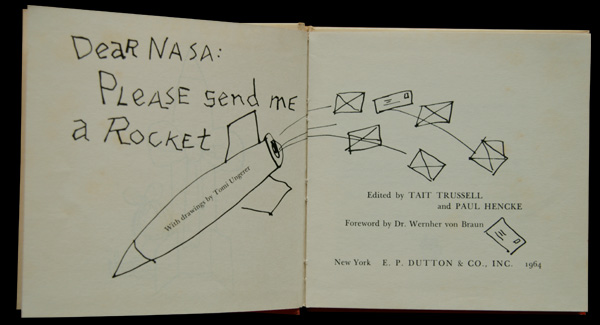 Dear NASA:
PLEASE send me
a Rocket
With drawings by Tomi Ungerer
Edited by TAIT TRUSSELL
and PAUL HENCKE
Foreword by Dr. Wernher von Braun
New York E. P. DUTTON & CO., INC. 1964